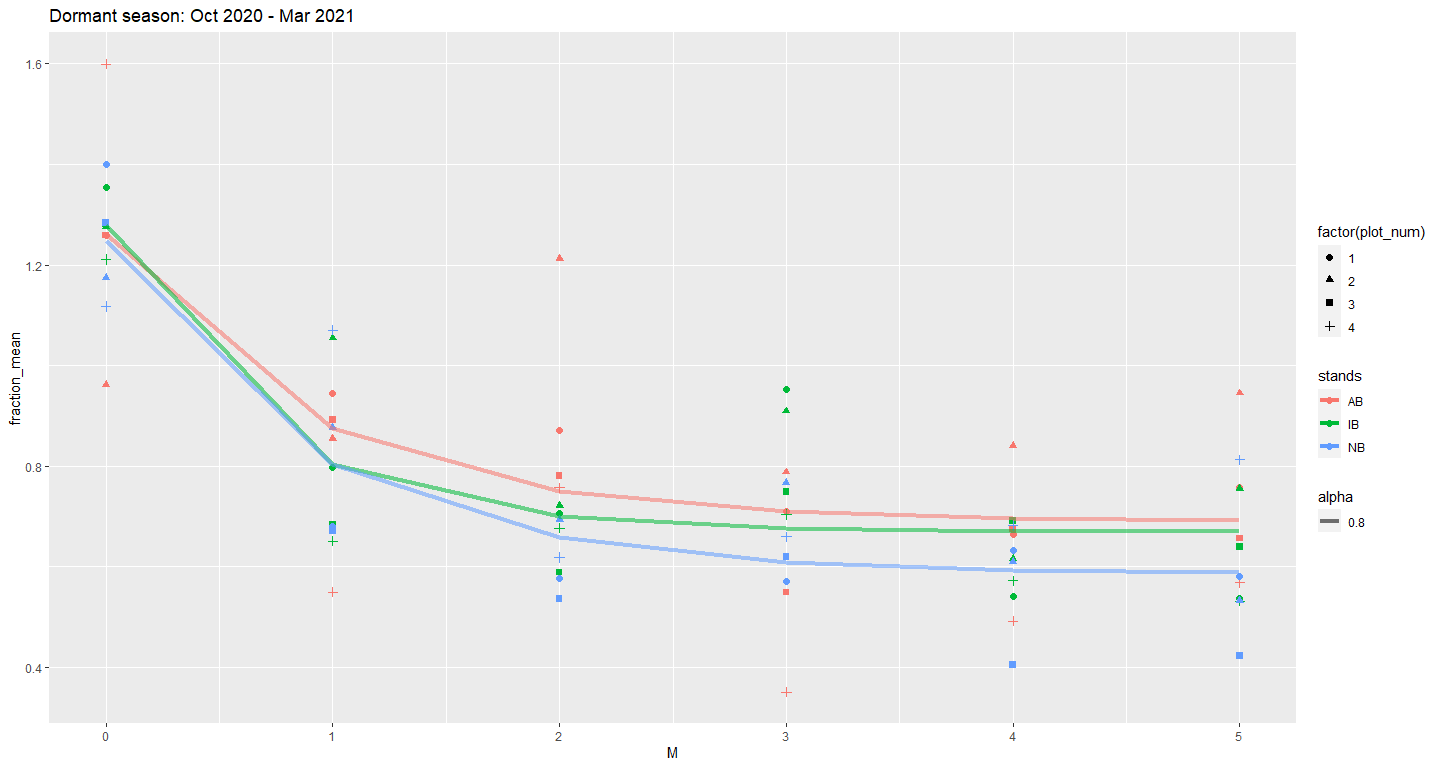 Dormant season: Oct 2020 - Mar 2021
fraction_mean
1.6
1.2
0.8
0.4
0 1 2 3 4 5
M
factor(plot_num)
1
2
3
4
stands
AB
IB
NB
alpha
0.8